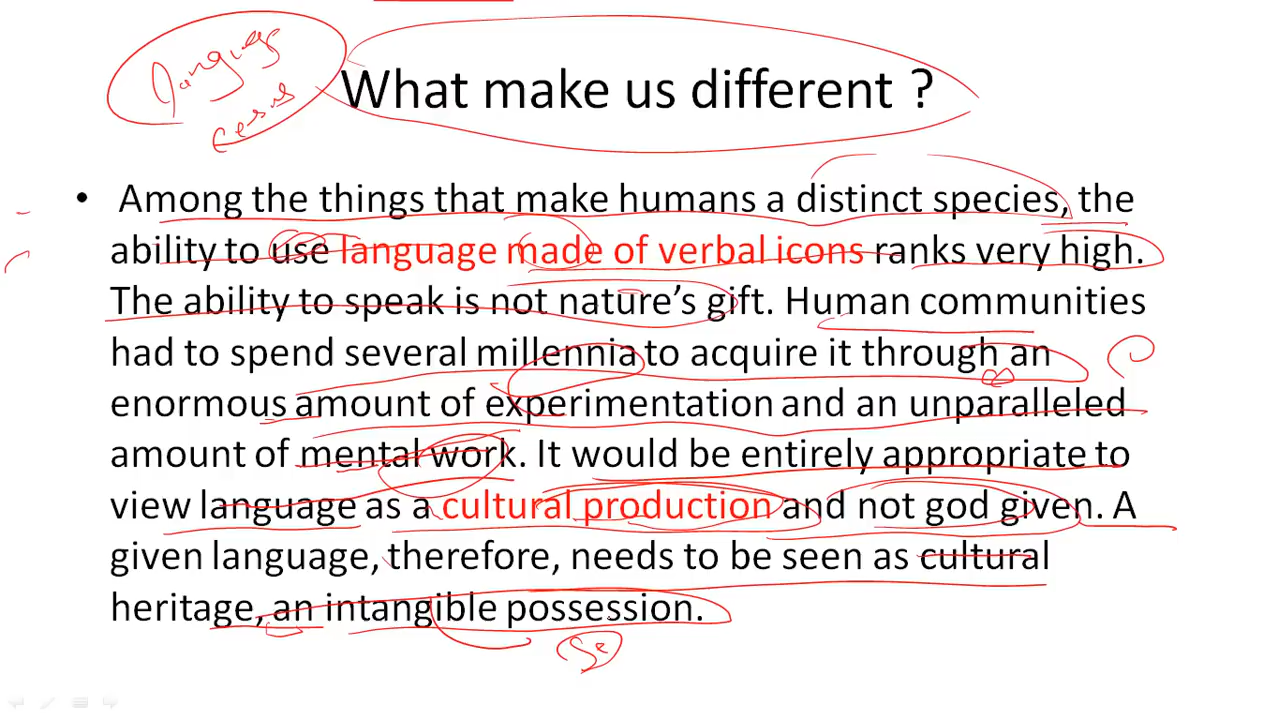 language
What make us different ?
• Among the things that make humans a distinct species, the
ability to use language made of verbal icons ranks very high.
The ability to speak is not nature's gift. Human communities
had to spend several millennia to acquire it through an
enormous amount of experimentation and an unparalleled
amount of mental work. It would be entirely appropriate to
view language as a cultural production and not god given. A
given language, therefore, needs to be seen as cultural
heritage, an intangible possession.